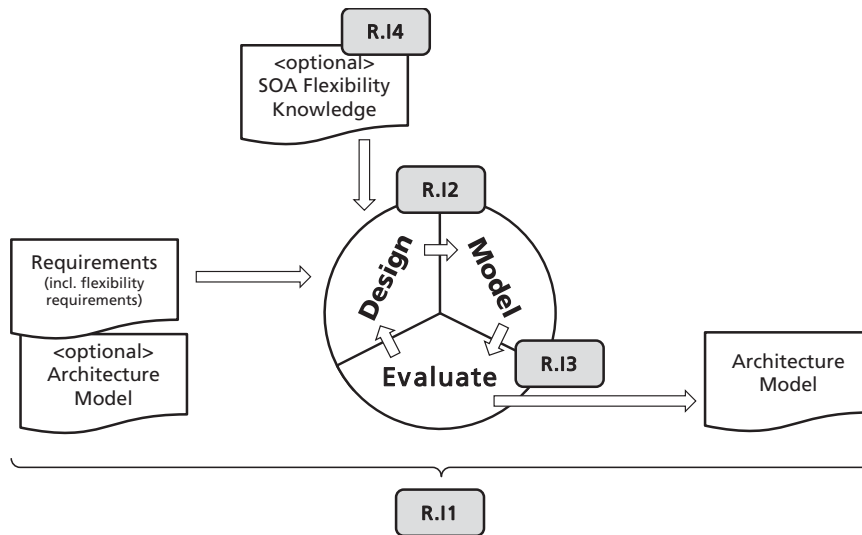 R.I4
<optional>
SOA Flexibility
Knowledge
R.I2
Design
Model
Requirements
(incl. flexibility
requirements)
<optional>
Architecture
Model
Evaluate
R.I3
Architecture
Model
R.I1